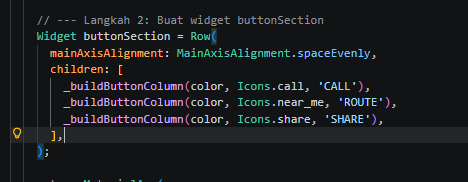 // --- Langkah 2: Buat widget buttonSection
Widget buttonSection = Row(
mainAxisAlignment: MainAxisAlignment.spaceEvenly,
children: [
_buildButtonColumn(color, Icons.call, 'CALL'),
_buildButtonColumn(color, Icons.near_me, 'ROUTE'),
_buildButtonColumn(color, Icons.share, 'SHARE'),
],
);